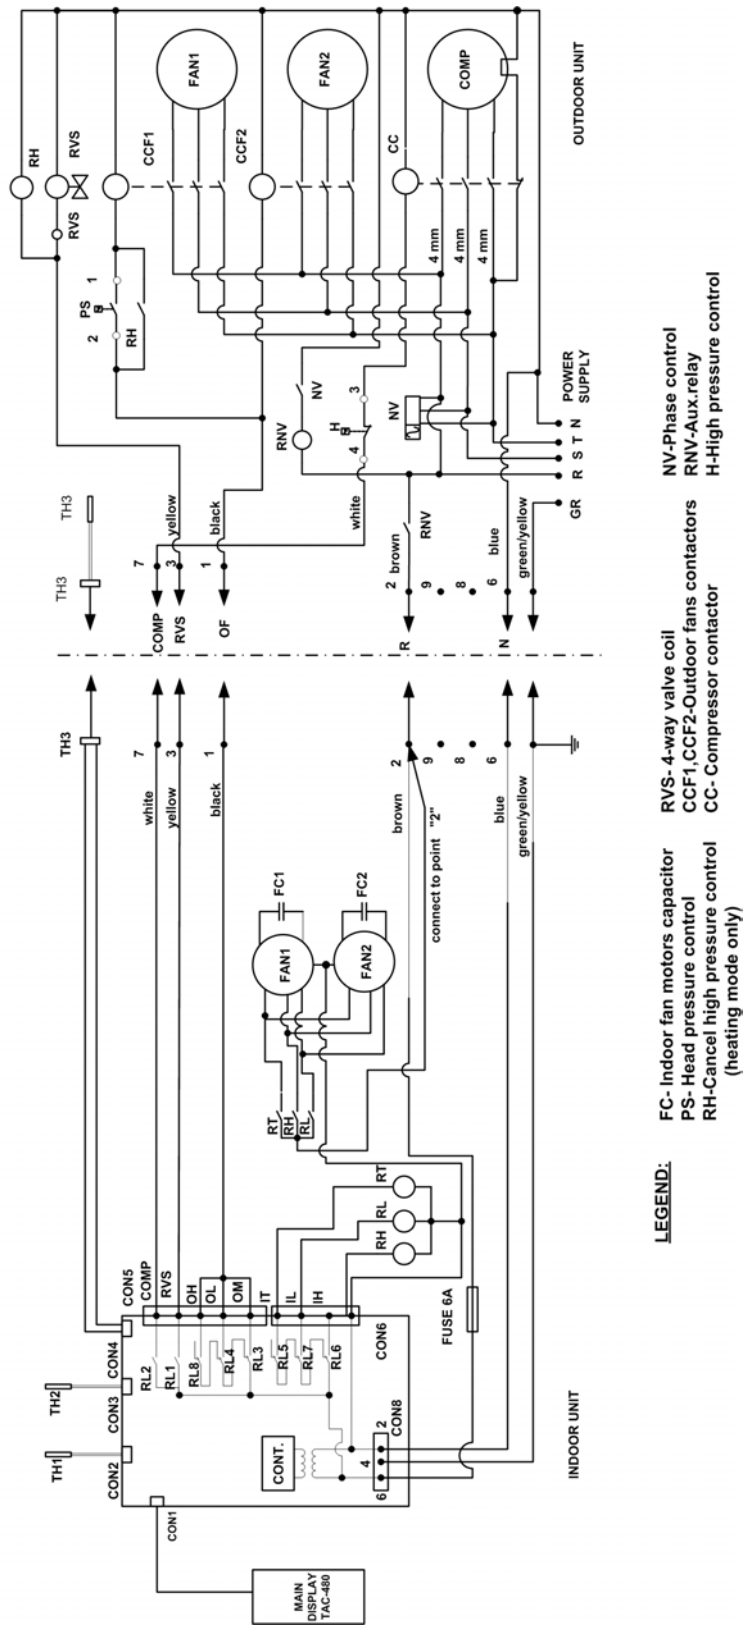 OUTDOOR UNIT
RH
RVS
RVS
CCF1
FAN1
CCF2
FAN2
CC
COMP
1
PS
2
RH
4 mm
4 mm
4 mm
NV
RNV
H
3
4
NV
POWER
SUPPLY
N
T
S
R
GR
TH3
TH3
yellow
black
white
brown
RNV
blue
green/yellow
7
3
1
2
9
8
6
COMP
RVS
OF
R
N
TH3
7
3
1
2
9
8
6
white
yellow
black
brown
connect to point "2"
blue
green/yellow
FC1
FC2
FAN1
FAN2
RT
RH
RL
RT
RL
RH
FUSE 6A
CON5
COMP
RVS
OH
OL
OM
IT
IL
IH
CON6
CON4
CON3
CON2
TH2
TH1
RL2
RL1
RL8
RL4
RL3
RL5
RL7
RL6
CON8
2
4
6
CONT.
CON1
MAIN
DISPLAY
TAC-480
INDOOR UNIT
LEGEND:
FC- Indoor fan motors capacitor
PS- Head pressure control
RH-Cancel high pressure control
(heating mode only)
RVS- 4-way valve coil
CCF1,CCF2-Outdoor fans contactors
CC- Compressor contactor
NV-Phase control
RNV-Aux.relay
H-High pressure control